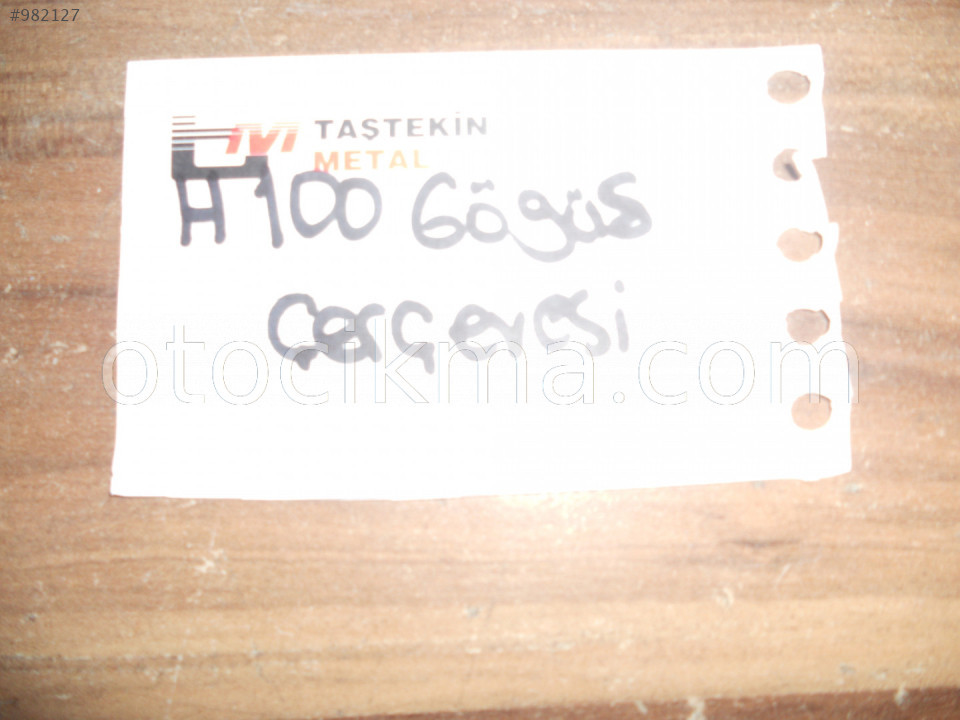 #982127
TAŞTEKİN
METAL
H100 Göğüs
çerçevesi
otocikma.com